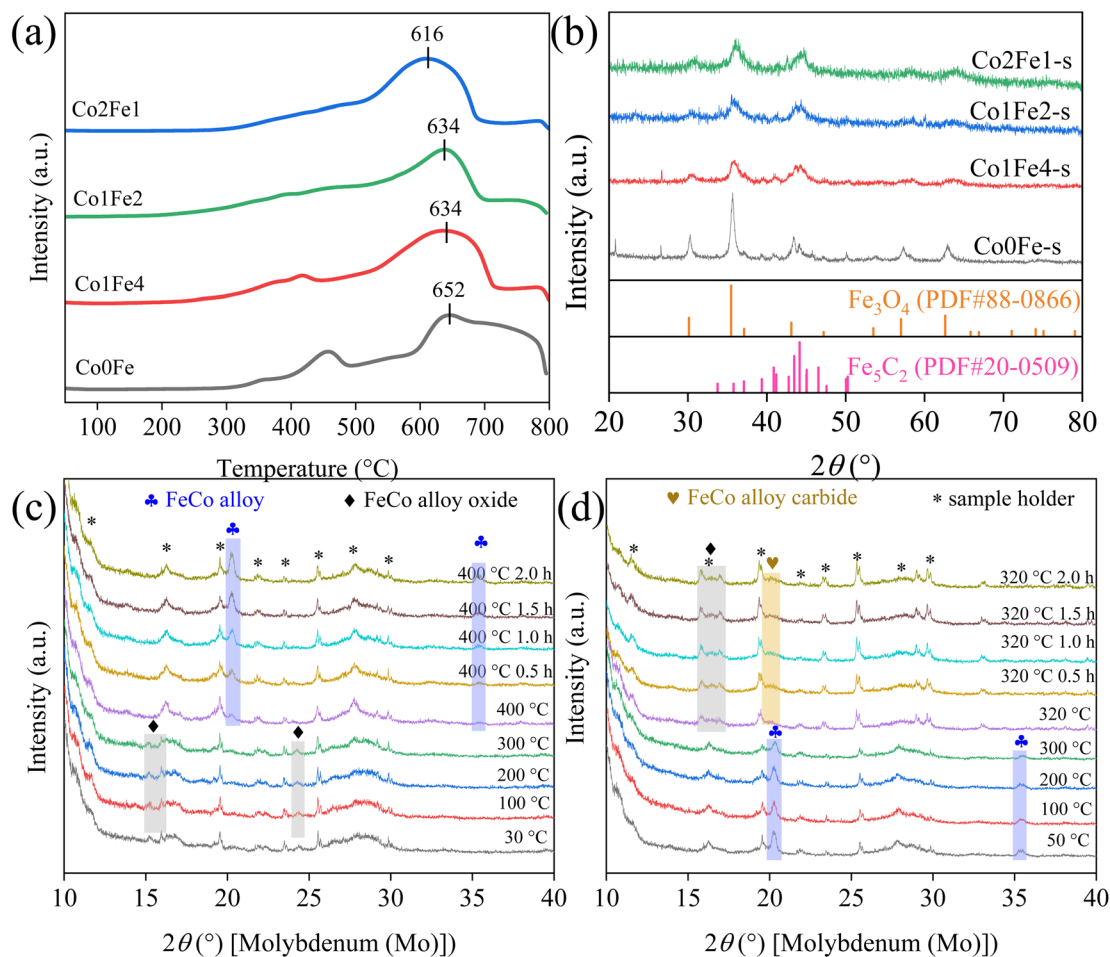 (a)
616
Co2Fe1
634
Co1Fe2
634
Co1Fe4
652
Co0Fe
Intensity (a.u.)
100 200 300 400 500 600 700 800
Temperature (°C)
(b)
Co2Fe1-s
Co1Fe2-s
Co1Fe4-s
Co0Fe-s
Fe₃O₄ (PDF#88-0866)
Fe₅C₂ (PDF#20-0509)
Intensity (a.u.)
20 30 40 50 60 70 80
2θ (°)
(c)
♣ FeCo alloy ♦ FeCo alloy oxide
400 °C 2.0 h
400 °C 1.5 h
400 °C 1.0 h
400 °C 0.5 h
400 °C
300 °C
200 °C
100 °C
30 °C
Intensity (a.u.)
10 15 20 25 30 35 40
2θ (°) [Molybdenum (Mo)])
(d)
♥ FeCo alloy carbide * sample holder
320 °C 2.0 h
320 °C 1.5 h
320 °C 1.0 h
320 °C 0.5 h
320 °C
300 °C
200 °C
100 °C
50 °C
Intensity (a.u.)
10 15 20 25 30 35 40
2θ (°) [Molybdenum (Mo)])